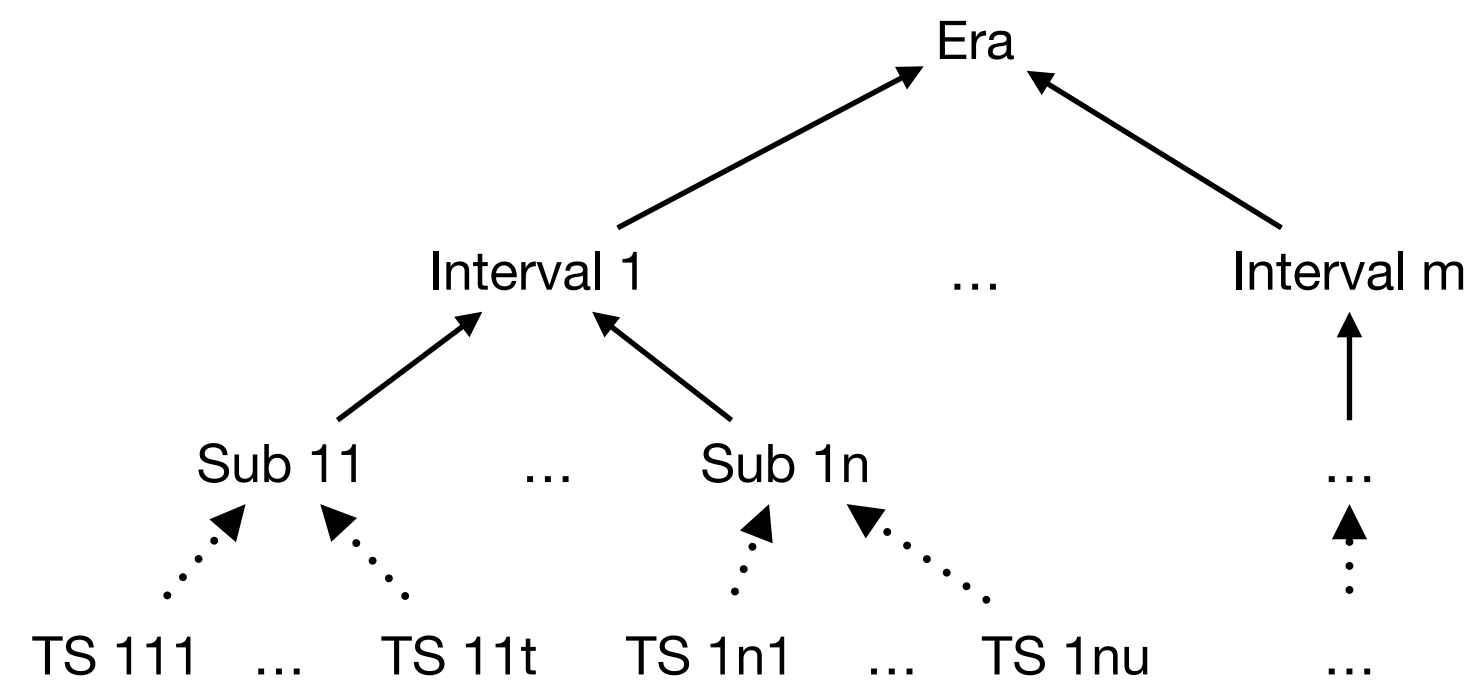 Era
Interval 1 ... Interval m
Sub 11 ... Sub 1n ...
TS 111 ... TS 11t TS 1n1 ... TS 1nu ...